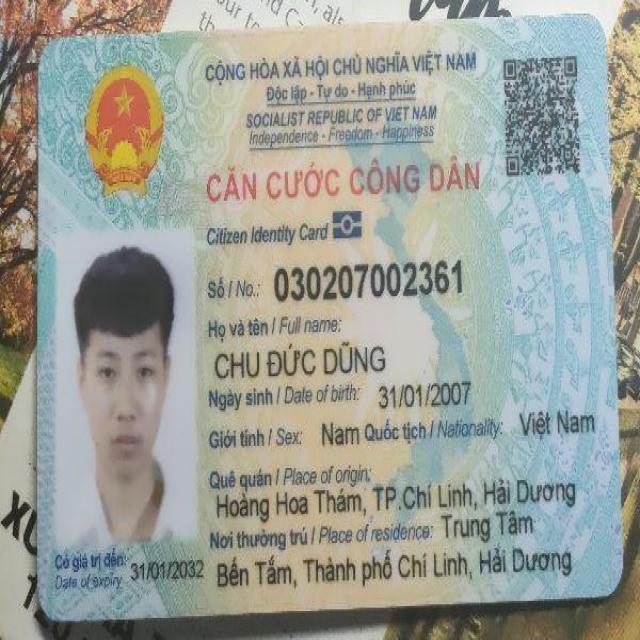 CỘNG HÒA XÃ HỘI CHỦ NGHĨA VIỆT NAM
Độc lập - Tự do - Hạnh phúc
SOCIALIST REPUBLIC OF VIET NAM
Independence - Freedom - Happiness
CĂN CƯỚC CÔNG DÂN
Citizen Identity Card
Số / No.: 030207002361
Họ và tên / Full name:
CHU ĐỨC DŨNG
Ngày sinh / Date of birth: 31/01/2007
Giới tính / Sex: Nam Quốc tịch / Nationality: Việt Nam
Quê quán / Place of origin:
Hoàng Hoa Thám, TP.Chí Linh, Hải Dương
Nơi thường trú / Place of residence: Trung Tâm
Bến Tắm, Thành phố Chí Linh, Hải Dương
Có giá trị đến: 31/01/2032
Date of expiry